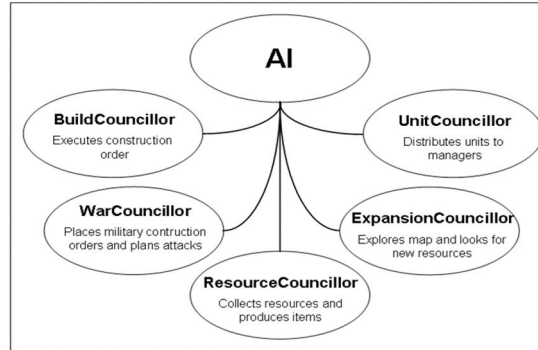 AI
BuildCouncillor
Executes construction
order
UnitCouncillor
Distributes units to
managers
WarCouncillor
Places military contruction
orders and plans attacks
ExpansionCouncillor
Explores map and looks for
new resources
ResourceCouncillor
Collects resources and
produces items